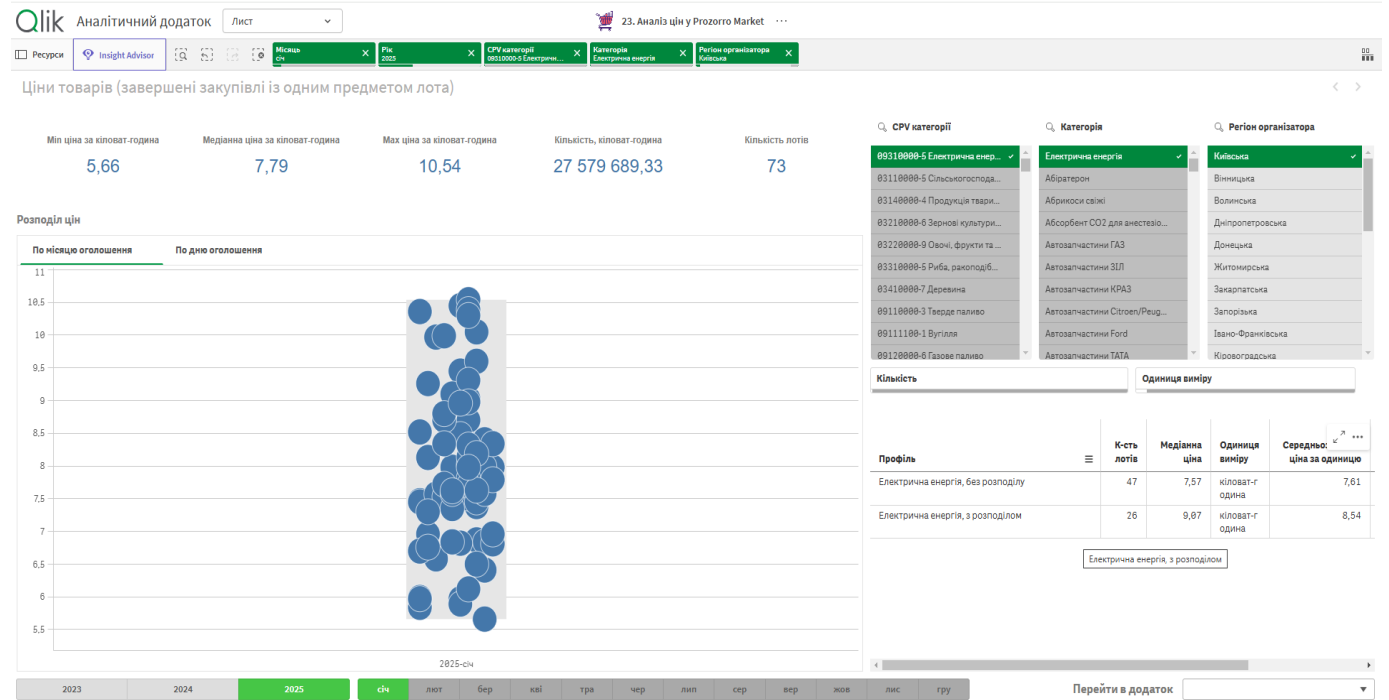 Qlik Аналітичний додаток Лист 23. Аналіз цін у Prozorro Market ...
Ресурси Insight Advisor
Місяць
січ
Рік
2025
CPV категорії
09310000-5 Електричн...
Категорія
Електрична енергія
Регіон організатора
Київська
Ціни товарів (завершені закупівлі із одним предметом лота)
Min ціна за кіловат-година
5,66
Медіанна ціна за кіловат-година
7,79
Max ціна за кіловат-година
10,54
Кількість, кіловат-година
27 579 689,33
Кількість лотів
73
Розподіл цін
По місяцю оголошення По дню оголошення
11
10,5
10
9,5
9
8,5
8
7,5
7
6,5
6
5,5
2025-січ
CPV категорії
09310000-5 Електрична енер...
03110000-5 Сільськогоспода...
03140000-4 Продукція твари...
03210000-6 Зернові культури...
03220000-9 Овочі, фрукти та ...
03310000-5 Риба, ракоподіб...
03410000-7 Деревина
09110000-3 Тверде паливо
09111100-1 Вугілля
09120000-6 Газове паливо
Категорія
Електрична енергія
Абіратерон
Абрикоси свіжі
Абсорбент CO2 для анестезіо...
Автозапчастини ГАЗ
Автозапчастини ЗІЛ
Автозапчастини КРАЗ
Автозапчастини Citroen/Peug...
Автозапчастини Ford
Автозапчастини TATA
Регіон організатора
Київська
Вінницька
Волинська
Дніпропетровська
Донецька
Житомирська
Закарпатська
Запорізька
Івано-Франківська
Кіровоградська
Кількість Одиниця виміру
Профіль
К-сть
лотів
Медіанна
ціна
Одиниця
виміру
Середньо
ціна за одиницю
Електрична енергія, без розподілу 47 7,57 кіловат-г
одина 7,61
Електрична енергія, з розподілом 26 9,07 кіловат-г
одина 8,54
Електрична енергія, з розподілом
2023 2024 2025 січ лют бер кві тра чер лип сер вер жов лис гру
Перейти в додаток